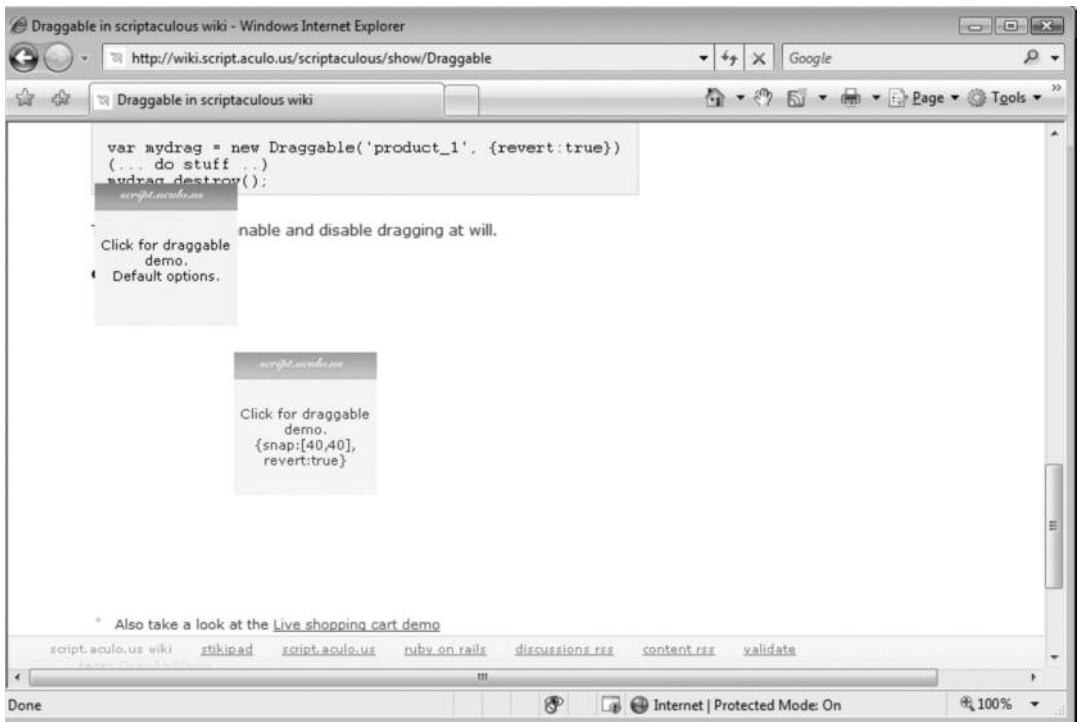 Draggable in scriptaculous wiki - Windows Internet Explorer
http://wiki.script.aculo.us/scriptaculous/show/Draggable
Google
Draggable in scriptaculous wiki
Page
Tools
var mydrag = new Draggable('product_1', {revert:true})
(... do stuff ..)
mydrag.destroy();
script.aculo.us
nable and disable dragging at will.
Click for draggable
demo.
Default options.
script.aculo.us
Click for draggable
demo.
{snap:[40,40],
revert:true}
* Also take a look at the Live shopping cart demo
script.aculo.us wiki stikipad script.aculo.us ruby on rails discussions rss content rss validate
Done
Internet | Protected Mode: On
100%